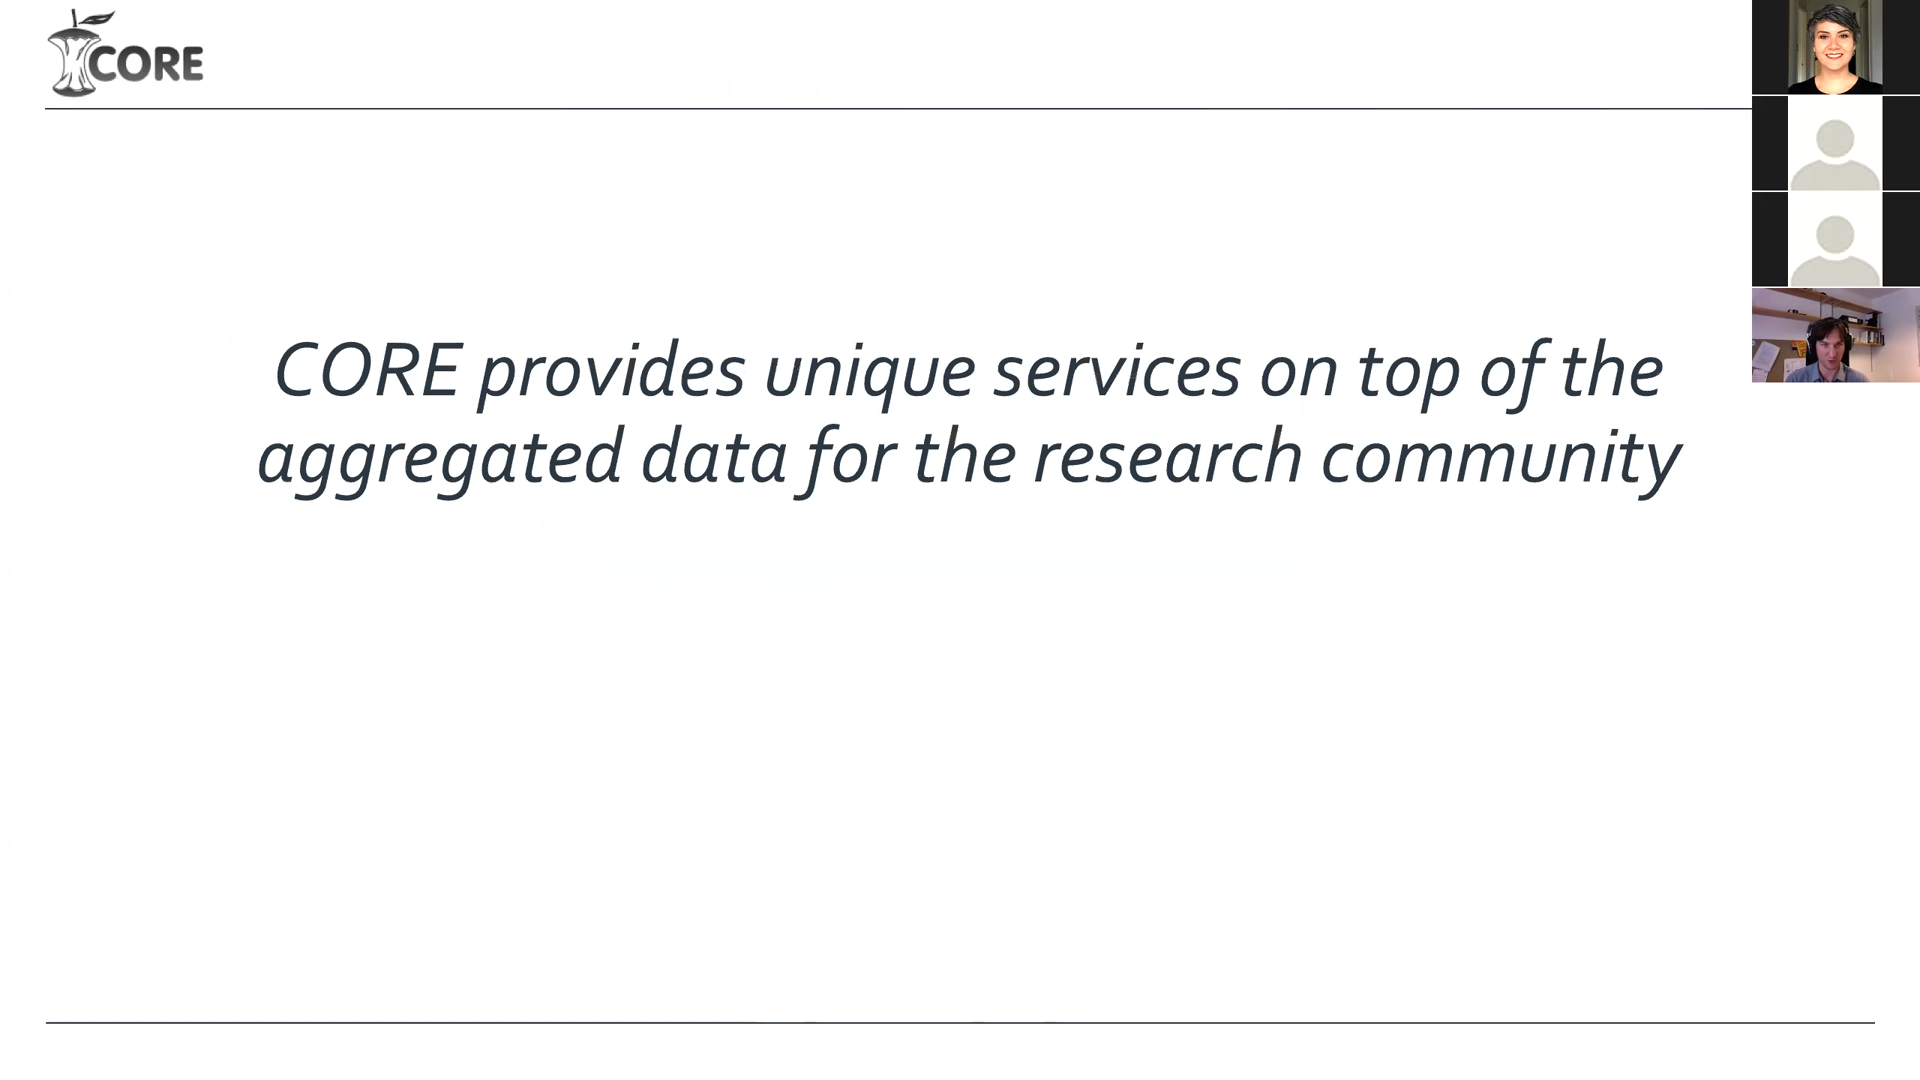 CORE
CORE provides unique services on top of the
aggregated data for the research community